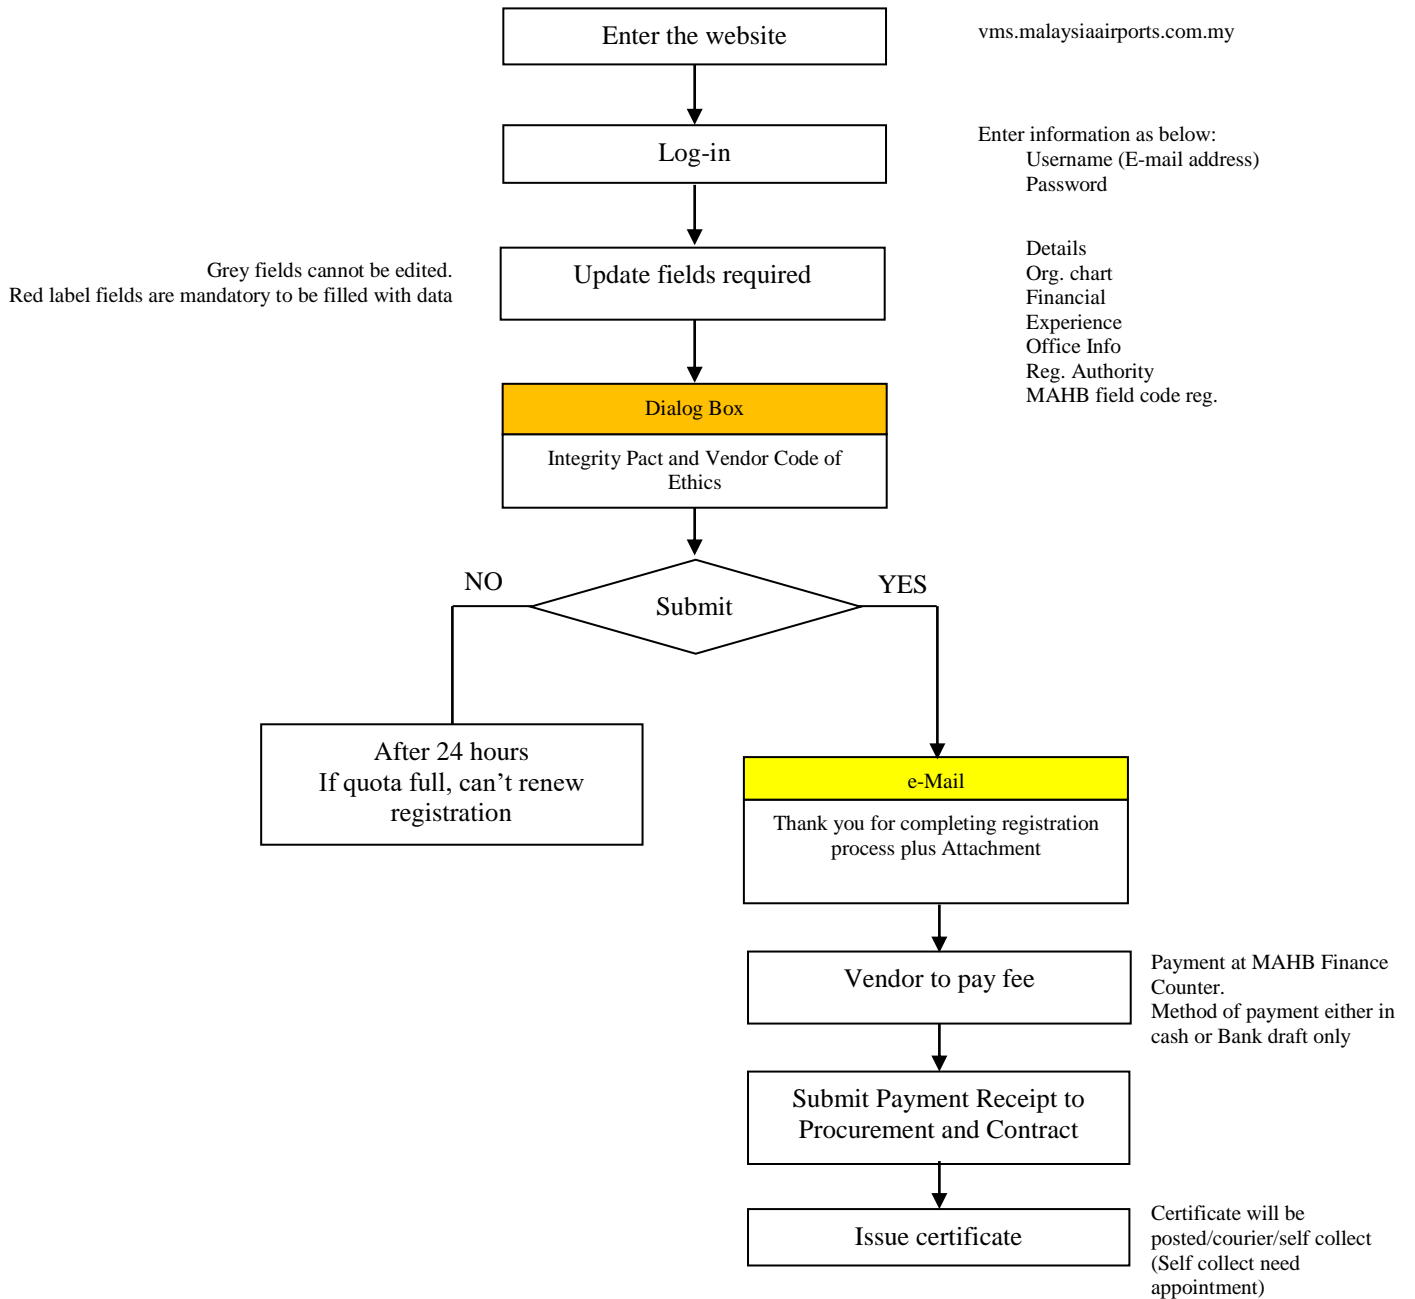 Enter the website
vms.malaysiaairports.com.my
Log-in
Enter information as below:
Username (E-mail address)
Password
Grey fields cannot be edited.
Red label fields are mandatory to be filled with data
Update fields required
Details
Org. chart
Financial
Experience
Office Info
Reg. Authority
MAHB field code reg.
Dialog Box
Integrity Pact and Vendor Code of
Ethics
NO
YES
Submit
After 24 hours
If quota full, can’t renew
registration
e-Mail
Thank you for completing registration
process plus Attachment
Vendor to pay fee
Payment at MAHB Finance
Counter.
Method of payment either in
cash or Bank draft only
Submit Payment Receipt to
Procurement and Contract
Issue certificate
Certificate will be
posted/courier/self collect
(Self collect need
appointment)